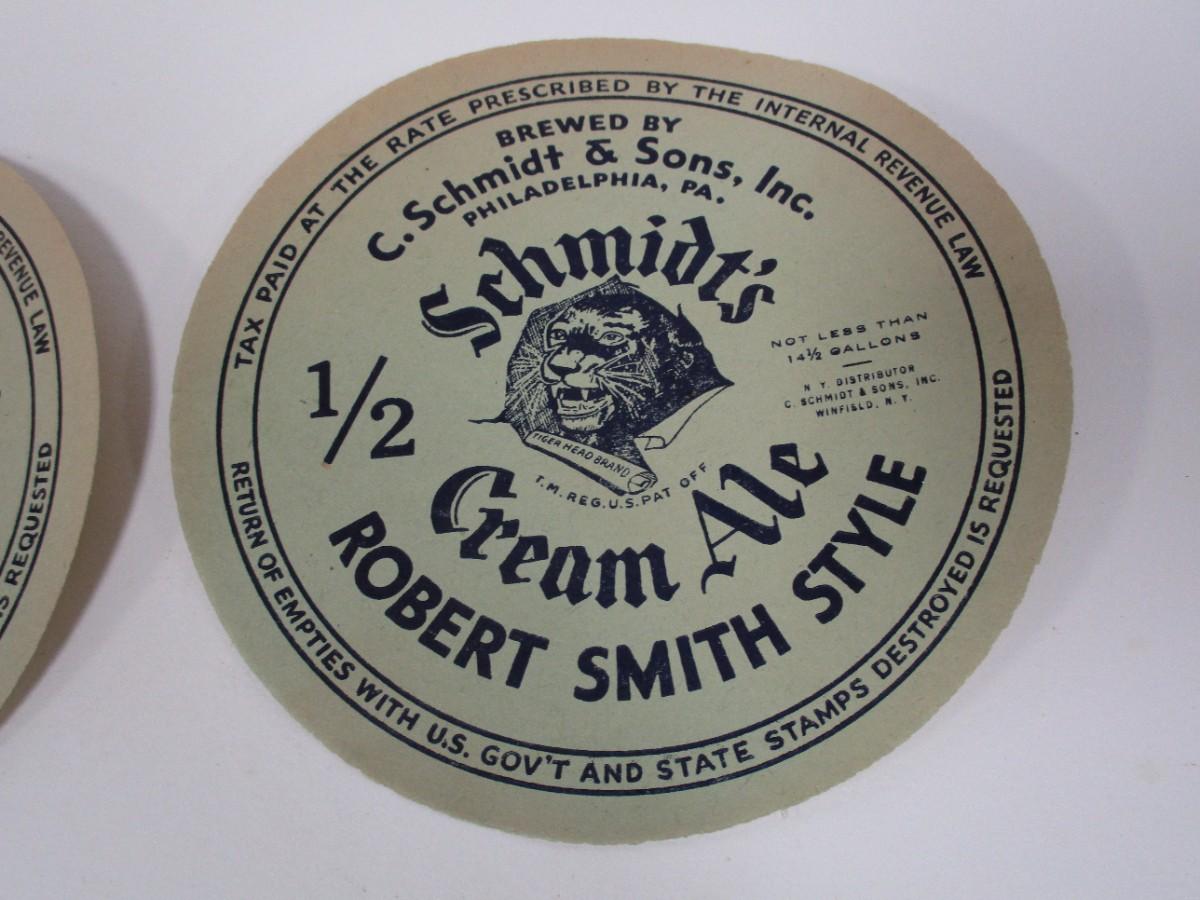 TAX PAID AT THE RATE PRESCRIBED BY THE INTERNAL REVENUE LAW
BREWED BY
C. Schmidt & Sons, Inc.
PHILADELPHIA, PA.
Schmidt's
NOT LESS THAN
14½ GALLONS
N. Y. DISTRIBUTOR
C. SCHMIDT & SONS, INC.
WINFIELD, N. Y.
1/2
TIGER HEAD BRAND
T.M. REG. U.S. PAT OFF
Cream Ale
ROBERT SMITH STYLE
RETURN OF EMPTIES WITH U.S. GOV'T AND STATE STAMPS DESTROYED IS REQUESTED
REVENUE LAW
IS REQUESTED